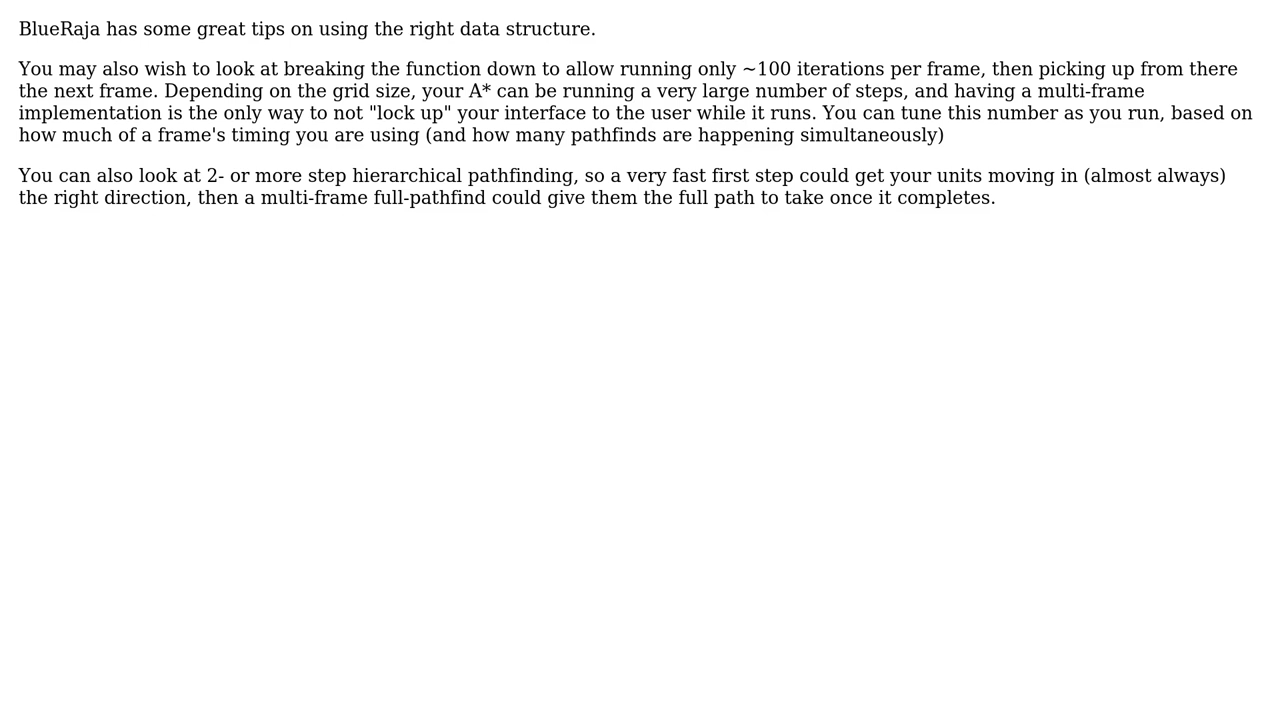 BlueRaja has some great tips on using the right data structure.
You may also wish to look at breaking the function down to allow running only ~100 iterations per frame, then picking up from there
the next frame. Depending on the grid size, your A* can be running a very large number of steps, and having a multi-frame
implementation is the only way to not "lock up" your interface to the user while it runs. You can tune this number as you run, based on
how much of a frame's timing you are using (and how many pathfinds are happening simultaneously)
You can also look at 2- or more step hierarchical pathfinding, so a very fast first step could get your units moving in (almost always)
the right direction, then a multi-frame full-pathfind could give them the full path to take once it completes.